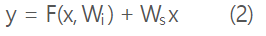 y = F(x, Wi) + Wsx (2)